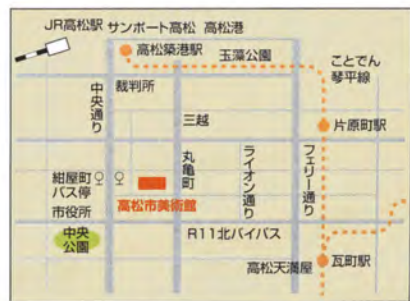 JR高松駅 サンポート高松 高松港
高松築港駅 玉藻公園
ことでん
琴平線
中央通り
裁判所
三越
片原町駅
紺屋町
バス停
丸亀町
ライオン通り
フェリー通り
市役所
高松市美術館
中央
公園
R11北バイパス
高松天満屋
瓦町駅